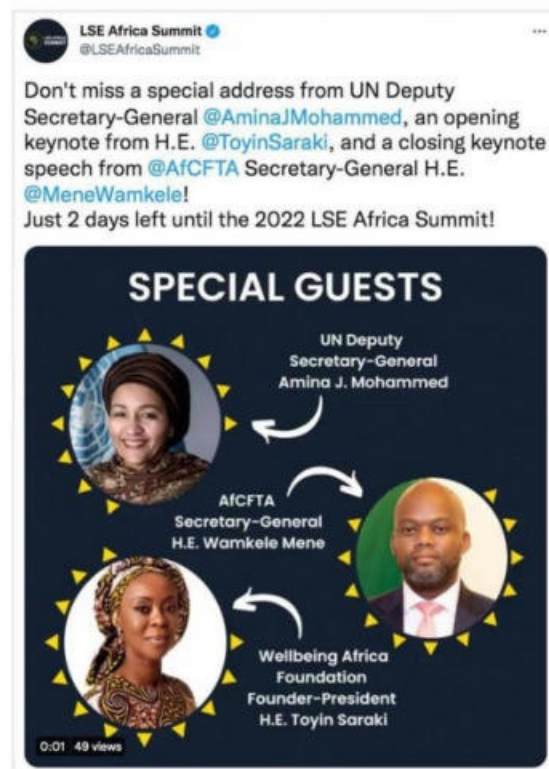 LSE Africa Summit
@LSEAfricaSummit
Don't miss a special address from UN Deputy
Secretary-General @AminaJMohammed, an opening
keynote from H.E. @ToyinSaraki, and a closing keynote
speech from @AfCFTA Secretary-General H.E.
@MeneWamkele!
Just 2 days left until the 2022 LSE Africa Summit!
SPECIAL GUESTS
UN Deputy
Secretary-General
Amina J. Mohammed
AfCFTA
Secretary-General
H.E. Wamkele Mene
Wellbeing Africa
Foundation
Founder-President
H.E. Toyin Saraki
0:01 49 views